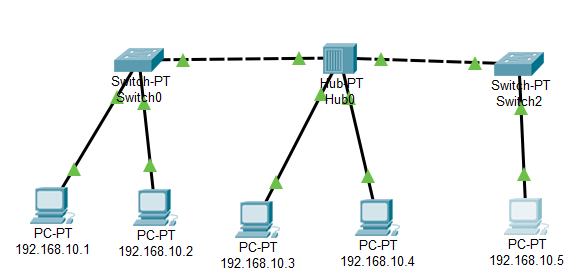 Switch-PT
Switch0
Hub-PT
Hub0
Switch-PT
Switch2
PC-PT
192.168.10.1
PC-PT
192.168.10.2
PC-PT
192.168.10.3
PC-PT
192.168.10.4
PC-PT
192.168.10.5